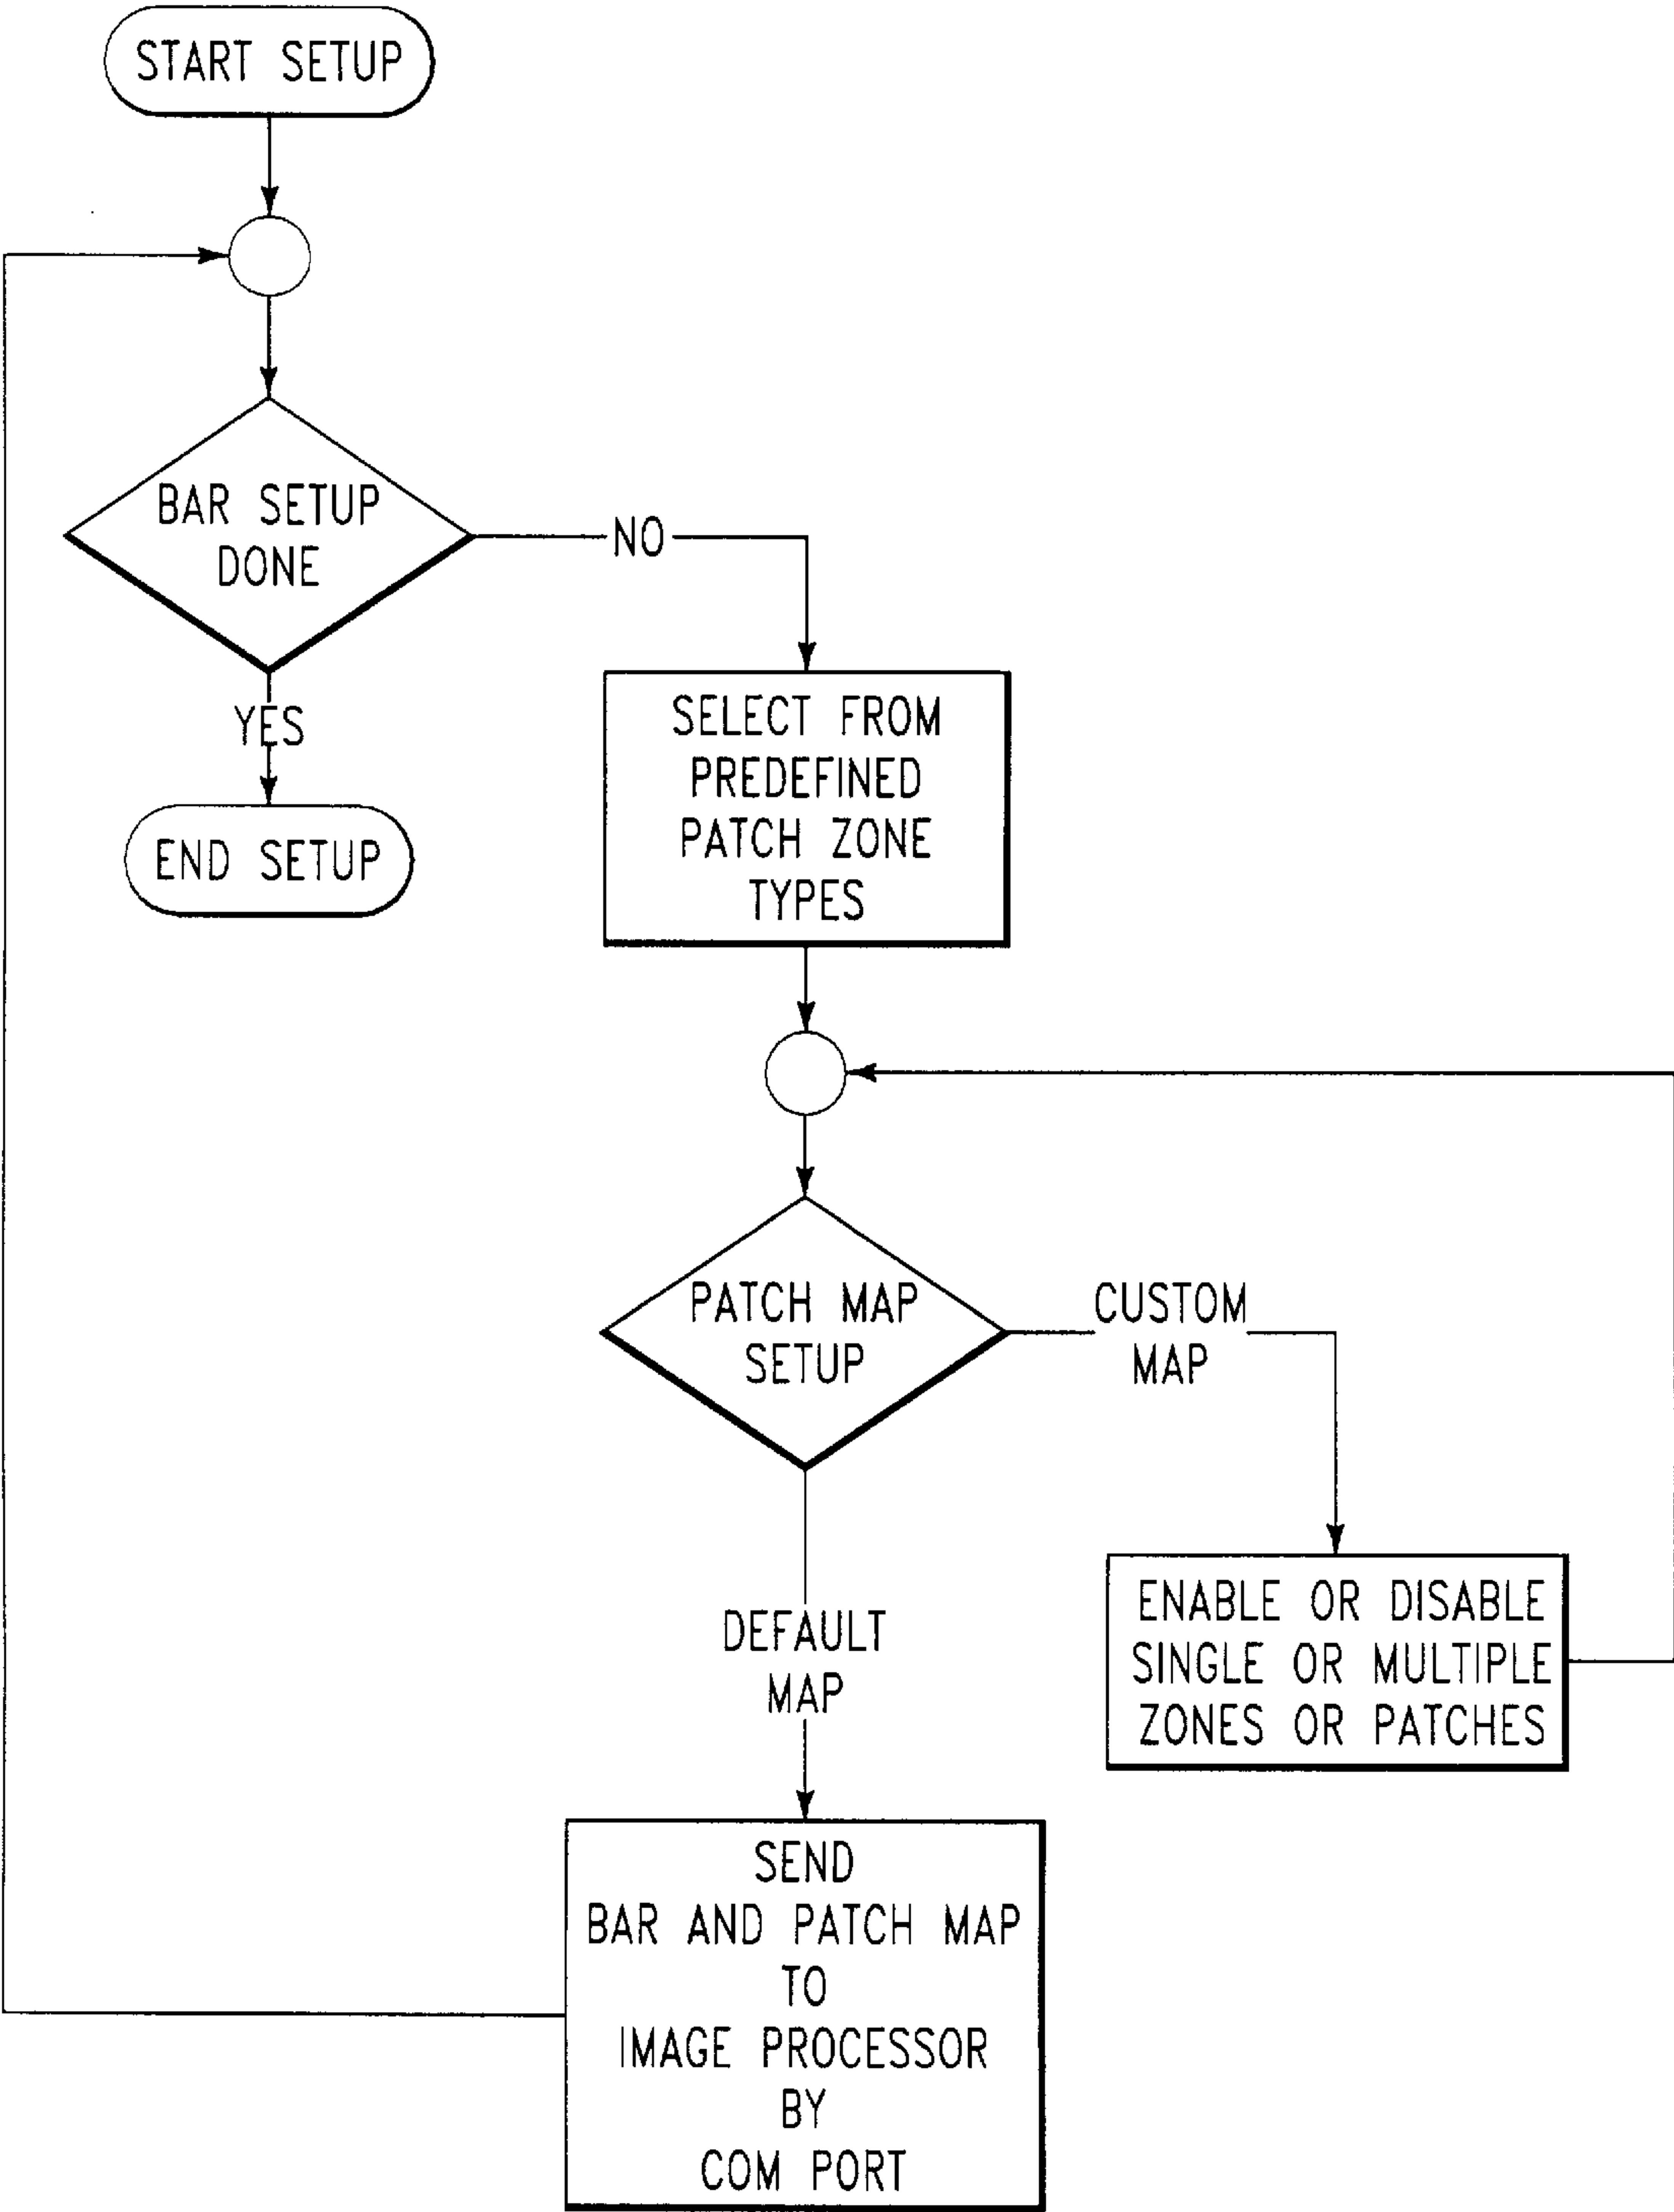 START SETUP
BAR SETUP
DONE
NO
YES
END SETUP
SELECT FROM
PREDEFINED
PATCH ZONE
TYPES
PATCH MAP
SETUP
CUSTOM
MAP
DEFAULT
MAP
ENABLE OR DISABLE
SINGLE OR MULTIPLE
ZONES OR PATCHES
SEND
BAR AND PATCH MAP
TO
IMAGE PROCESSOR
BY
COM PORT